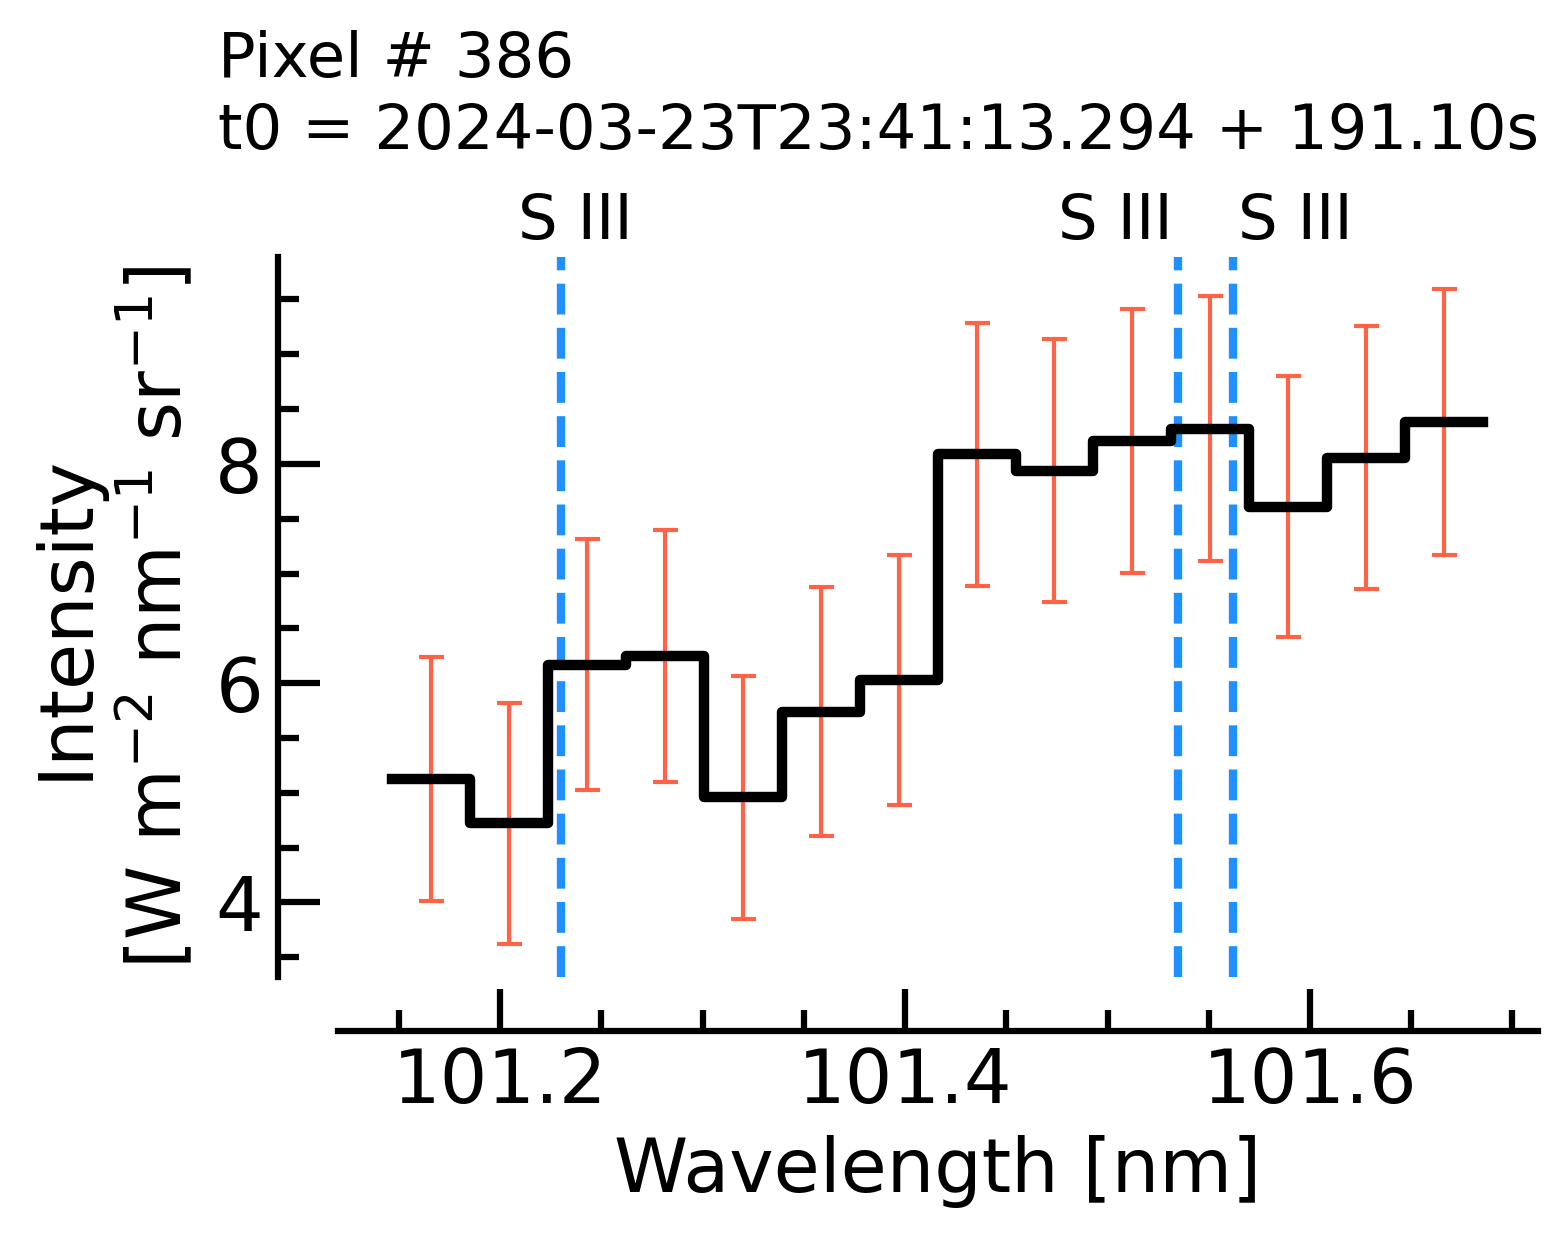 Pixel # 386
t0 = 2024-03-23T23:41:13.294 + 191.10s
S III S III S III
Intensity
[W m⁻² nm⁻¹ sr⁻¹]
8
6
4
101.2 101.4 101.6
Wavelength [nm]